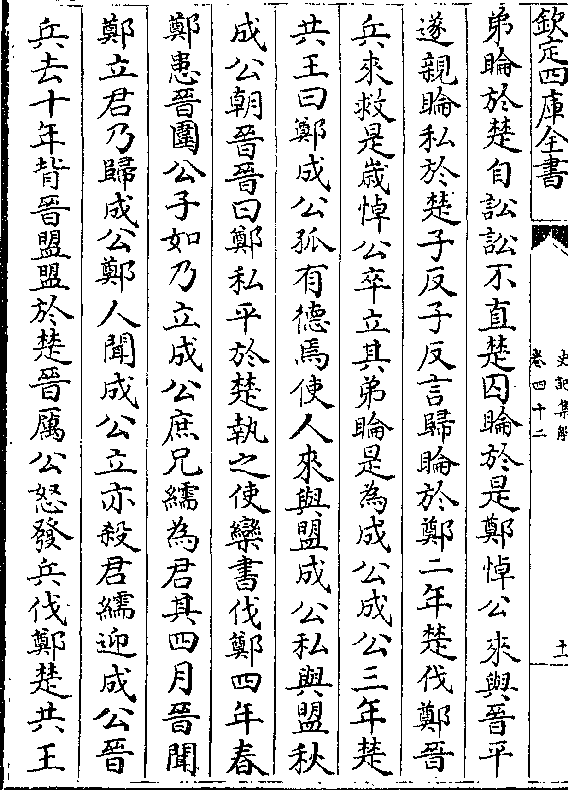 欽定四庫全書
史記集解
卷四十二
十一
弟睔於楚自訟訟不直楚囚睔於是鄭悼公來與晉平
遂親睔私於楚子反子反言歸睔於鄭二年楚伐鄭晉
兵來救是歲悼公卒立其弟睔是為成公成公三年楚
共王曰鄭成公孤有德焉使人來與盟成公私與盟秋
成公朝晉晉曰鄭私平於楚執之使欒書伐鄭四年春
鄭患晉圍公子如乃立成公庶兄繻為君其四月晉聞
鄭立君乃歸成公鄭人聞成公立亦殺君繻迎成公晉
兵去十年背晉盟盟於楚晉厲公怒發兵伐鄭楚共王